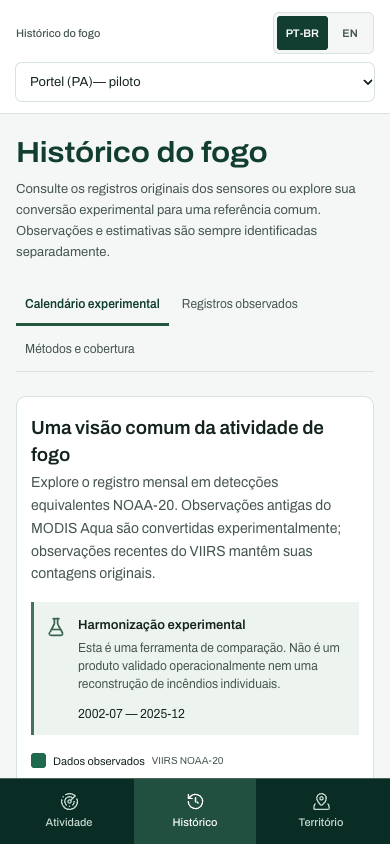 Histórico do fogo
PT-BR
EN
Portel (PA)— piloto
Histórico do fogo
Consulte os registros originais dos sensores ou explore sua
conversão experimental para uma referência comum.
Observações e estimativas são sempre identificadas
separadamente.
Calendário experimental
Registros observados
Métodos e cobertura
Uma visão comum da atividade de
fogo
Explore o registro mensal em detecções
equivalentes NOAA-20. Observações antigas do
MODIS Aqua são convertidas experimentalmente;
observações recentes do VIIRS mantêm suas
contagens originais.
Harmonização experimental
Esta é uma ferramenta de comparação. Não é um
produto validado operacionalmente nem uma
reconstrução de incêndios individuais.
2002-07 — 2025-12
Dados observados VIIRS NOAA-20
Atividade
Histórico
Território